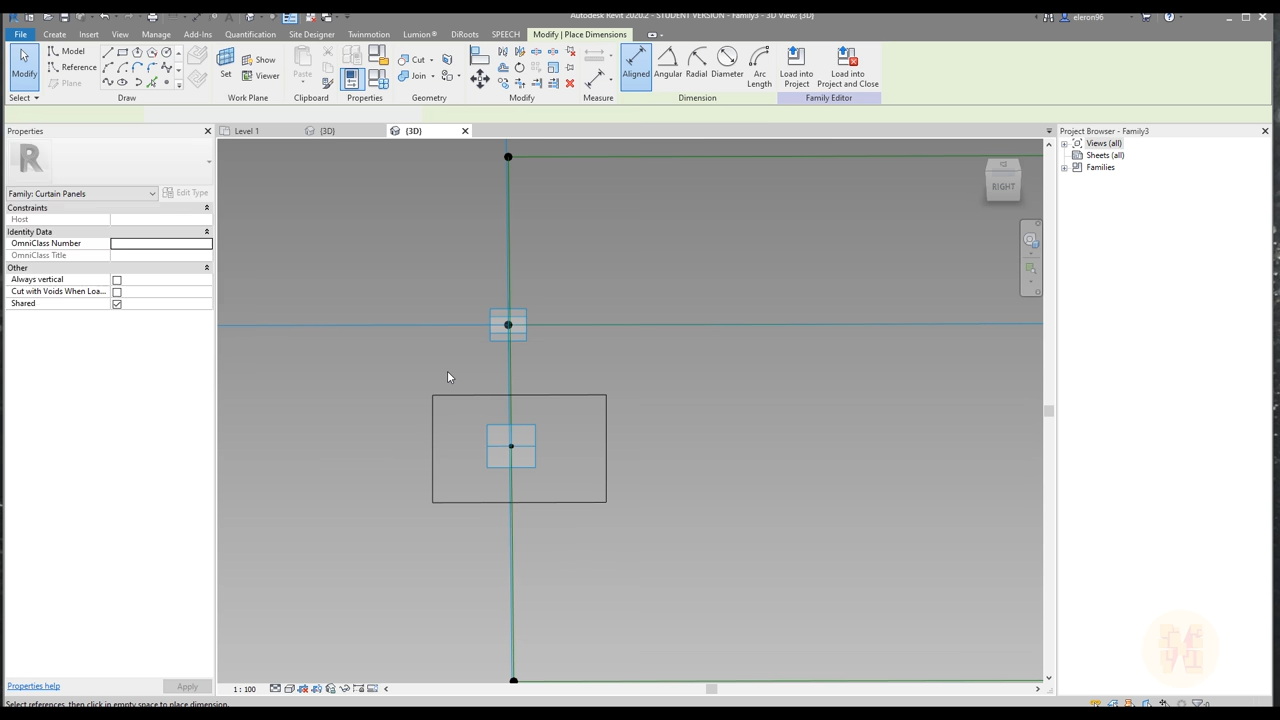 Autodesk Revit 2020.2 - STUDENT VERSION - Family3 - 3D View: {3D}
eleron96
File Create Insert View Manage Add-Ins Quantification Site Designer Twinmotion Lumion® DiRoots SPEECH Modify | Place Dimensions
Modify
Model
Reference
Plane
Set
Show
Viewer
Paste
Cut
Join
Aligned
Angular
Radial
Diameter
Arc
Length
Load into
Project
Load into
Project and Close
Select
Draw
Work Plane
Clipboard
Properties
Geometry
Modify
Measure
Dimension
Family Editor
Properties
Level 1
{3D}
{3D}
Project Browser - Family3
Views (all)
Sheets (all)
Families
Family: Curtain Panels
Edit Type
Constraints
Host
Identity Data
OmniClass Number
OmniClass Title
Other
Always vertical
Cut with Voids When Loa...
Shared
RIGHT
Properties help
Apply
1 : 100
Select references, then click in empty space to place dimension.